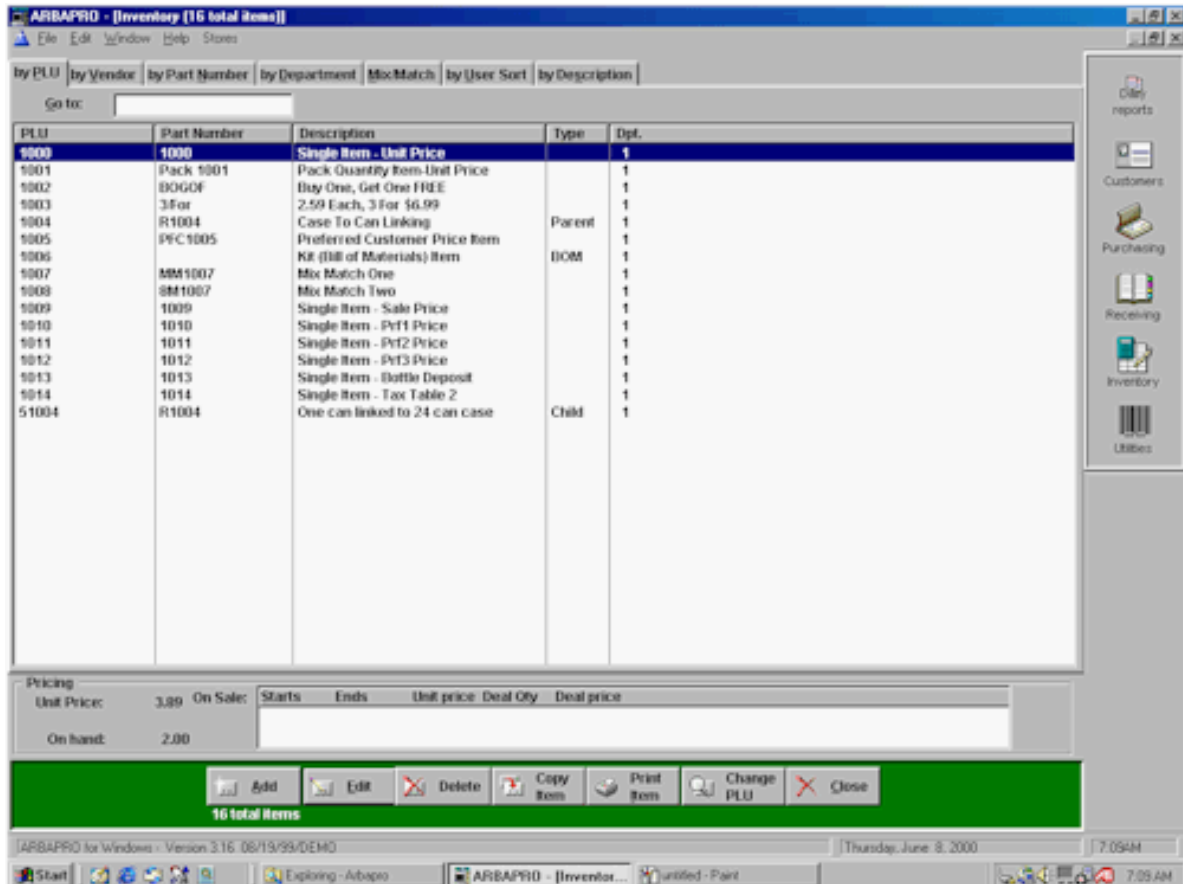 ARBAPRO - [Inventory (16 total items)]
File Edit Window Help Stores
by PLU by Vendor by Part Number by Department Mix/Match by User Sort by Description
Go to:
PLU Part Number Description Type Dpt.
1000 1000 Single Item - Unit Price 1
1001 Pack 1001 Pack Quantity Item-Unit Price 1
1002 BOGOF Buy One, Get One FREE 1
1003 3/For 2.59 Each, 3 For $6.99 1
1004 R1004 Case To Can Linking Parent 1
1005 PFC1005 Preferred Customer Price Item 1
1006 Kit (Bill of Materials) Item BOM 1
1007 MM1007 Mix Match One 1
1008 8M1007 Mix Match Two 1
1009 1009 Single Item - Sale Price 1
1010 1010 Single Item - Prf1 Price 1
1011 1011 Single Item - Prf2 Price 1
1012 1012 Single Item - Prf3 Price 1
1013 1013 Single Item - Bottle Deposit 1
1014 1014 Single Item - Tax Table 2 1
51004 R1004 One can linked to 24 can case Child 1
Daily
reports
Customers
Purchasing
Receiving
Inventory
Utilities
Pricing
Unit Price: 3.89 On Sale: Starts Ends Unit price Deal Qty Deal price
On hand: 2.00
Add Edit Delete Copy Item Print Item Change PLU Close
16 total items
ARBAPRO for Windows - Version 3.16 08/19/99/DEMO Thursday, June 8, 2000 7:09AM
Start Exploring - Arbapro ARBAPRO - [Inventor... untitled - Paint 7:09 AM